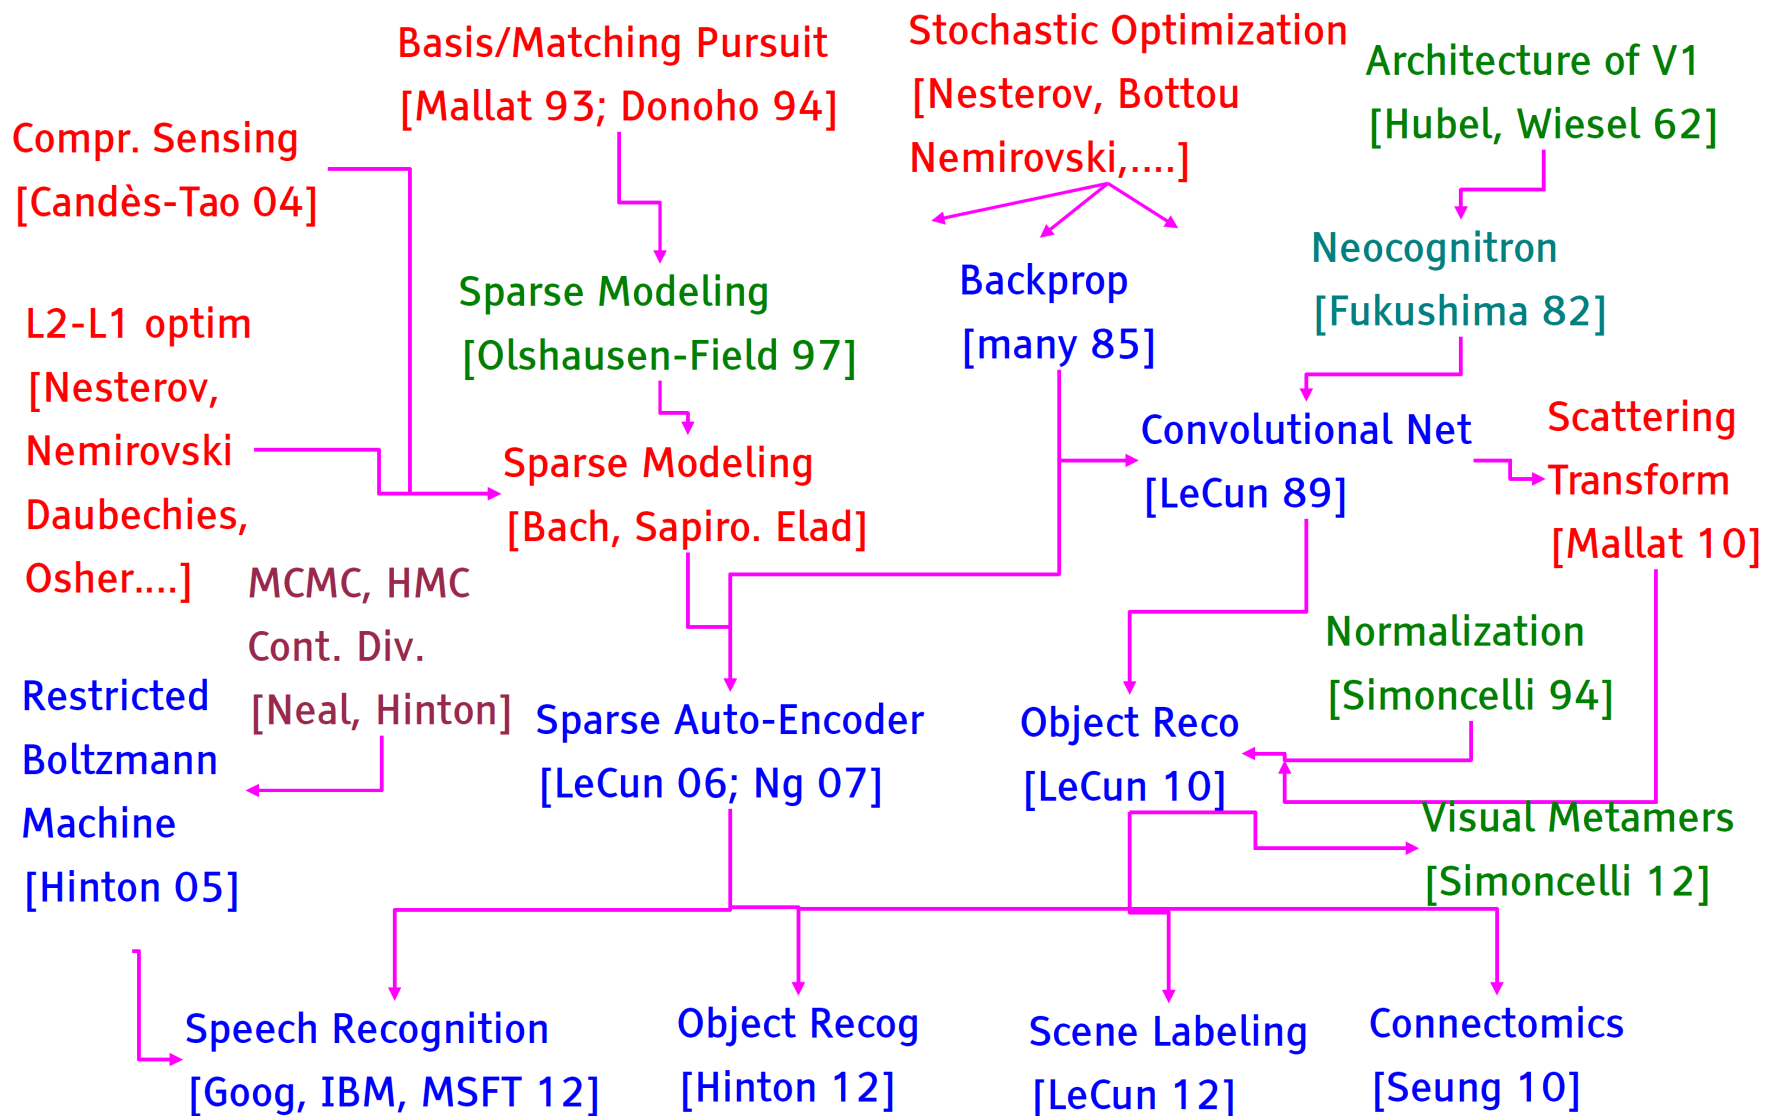 Basis/Matching Pursuit
[Mallat 93; Donoho 94]
Stochastic Optimization
[Nesterov, Bottou
Nemirovski,....]
Architecture of V1
[Hubel, Wiesel 62]
Compr. Sensing
[Candès-Tao 04]
Neocognitron
[Fukushima 82]
Sparse Modeling
[Olshausen-Field 97]
Backprop
[many 85]
L2-L1 optim
[Nesterov,
Nemirovski
Daubechies,
Osher....]
Convolutional Net
[LeCun 89]
Scattering
Transform
[Mallat 10]
Sparse Modeling
[Bach, Sapiro. Elad]
MCMC, HMC
Cont. Div.
[Neal, Hinton]
Normalization
[Simoncelli 94]
Restricted
Boltzmann
Machine
[Hinton 05]
Sparse Auto-Encoder
[LeCun 06; Ng 07]
Object Reco
[LeCun 10]
Visual Metamers
[Simoncelli 12]
Speech Recognition
[Goog, IBM, MSFT 12]
Object Recog
[Hinton 12]
Scene Labeling
[LeCun 12]
Connectomics
[Seung 10]